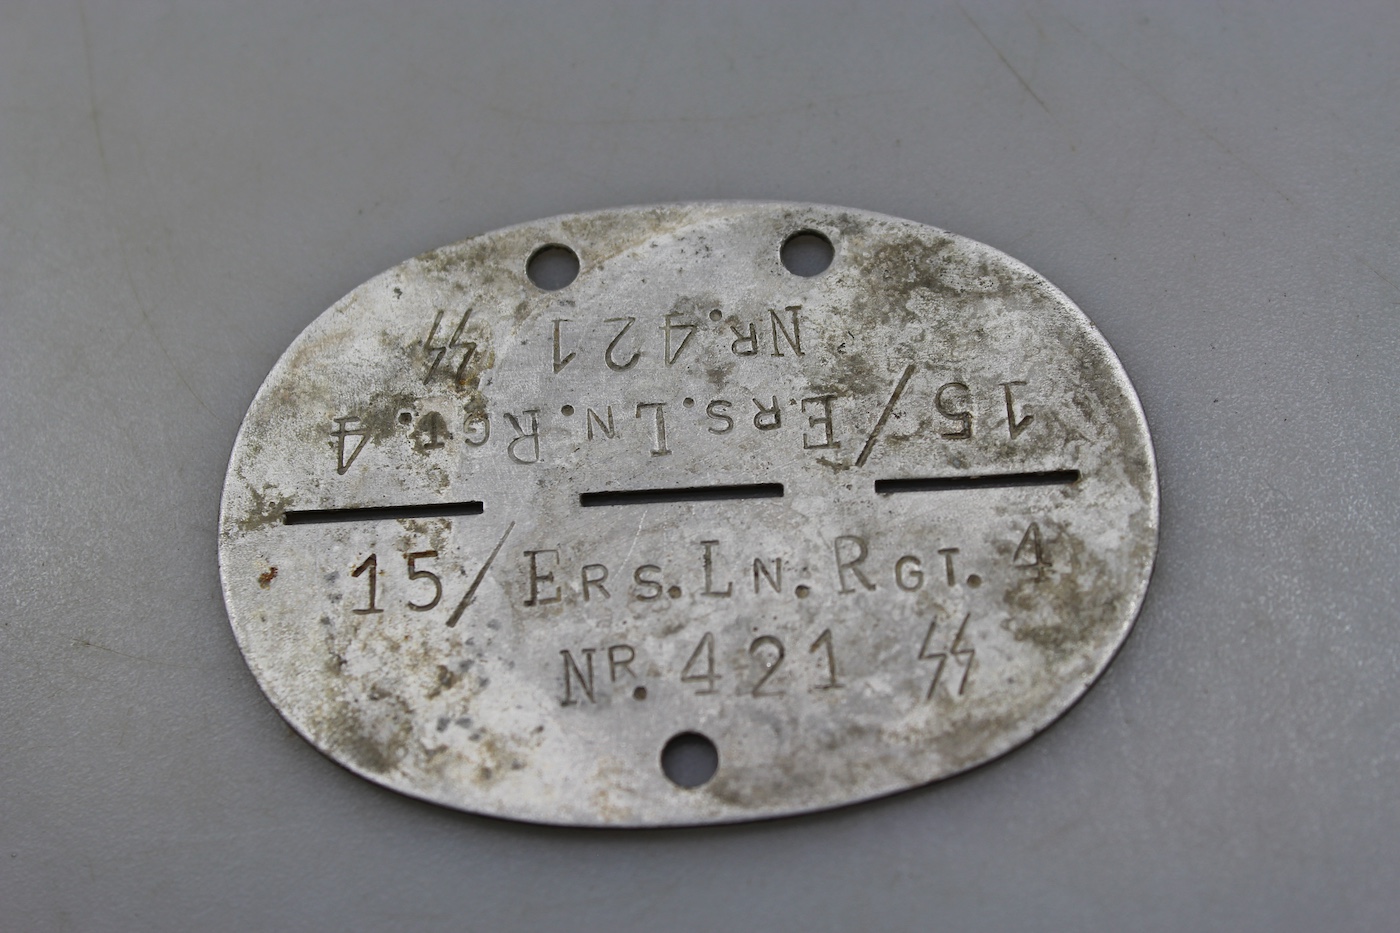 Nr. 421 ᛋᛋ
15/Ers. Ln. Rgt. 4
15/Ers. Ln. Rgt. 4
Nr. 421 ᛋᛋ